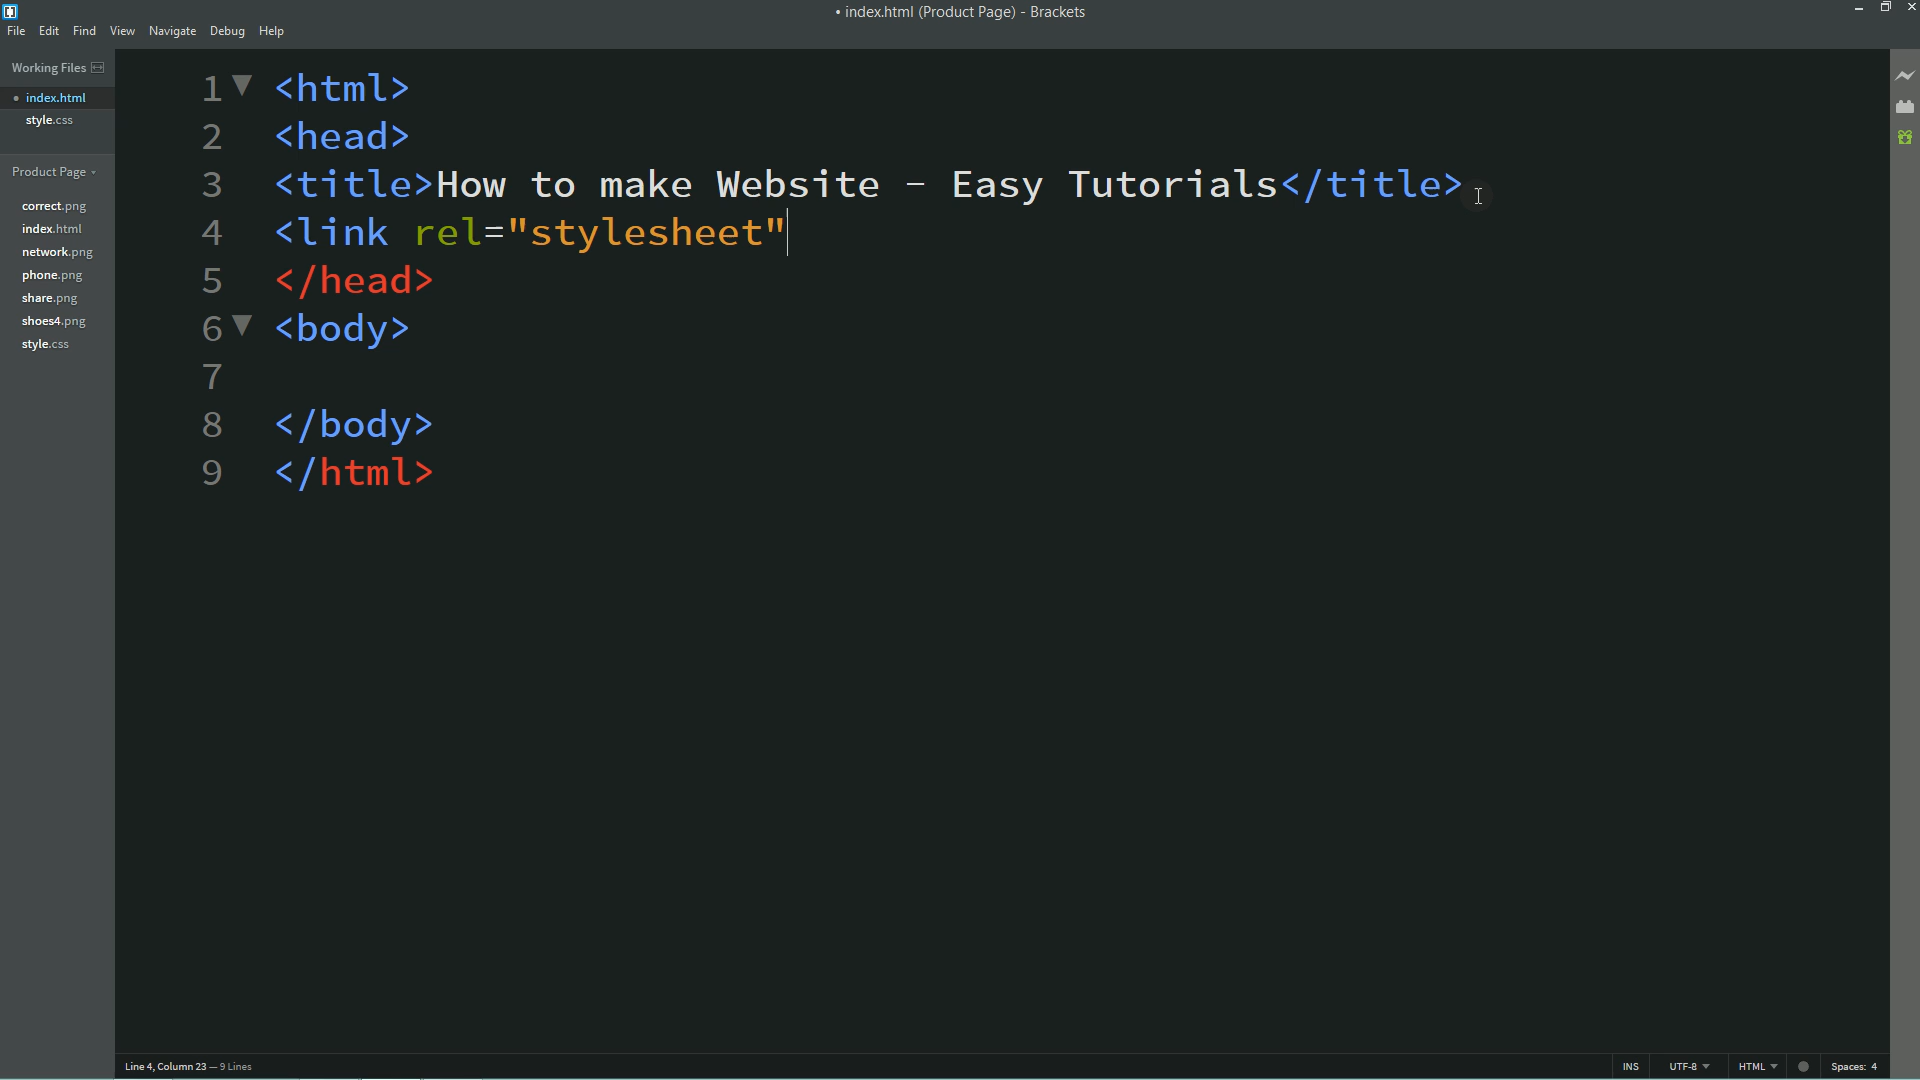 • index.html (Product Page) - Brackets
File Edit Find View Navigate Debug Help
Working Files
• index.html
style.css
Product Page
correct.png
index.html
network.png
phone.png
share.png
shoes4.png
style.css
1 <html>
2 <head>
3 <title>How to make Website - Easy Tutorials</title>
4 <link rel="stylesheet"
5 </head>
6 <body>
7
8 </body>
9 </html>
Line 4, Column 23 — 9 Lines
INS UTF-8 HTML Spaces: 4